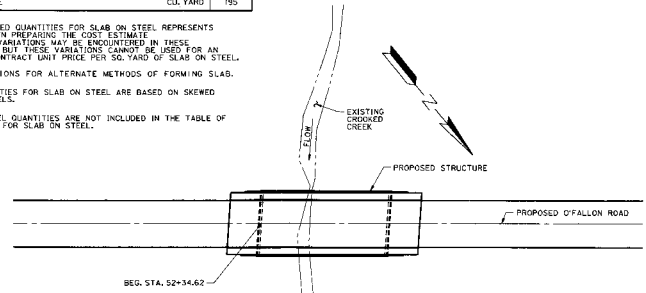 CU. YARD 195
ED QUANTITIES FOR SLAB ON STEEL REPRESENTS
N PREPARING THE COST ESTIMATE
VARIATIONS MAY BE ENCOUNTERED IN THESE
BUT THESE VARIATIONS CANNOT BE USED FOR AN
ONTRACT UNIT PRICE PER SQ. YARD OF SLAB ON STEEL.
IONS FOR ALTERNATE METHODS OF FORMING SLAB.
TIES FOR SLAB ON STEEL ARE BASED ON SKEWED
ELS.
EL QUANTITIES ARE NOT INCLUDED IN THE TABLE OF
FOR SLAB ON STEEL.
EXISTING
CROOKED
CREEK
FLOW
N
PROPOSED STRUCTURE
PROPOSED O'FALLON ROAD
BEG. STA. 52+34.62